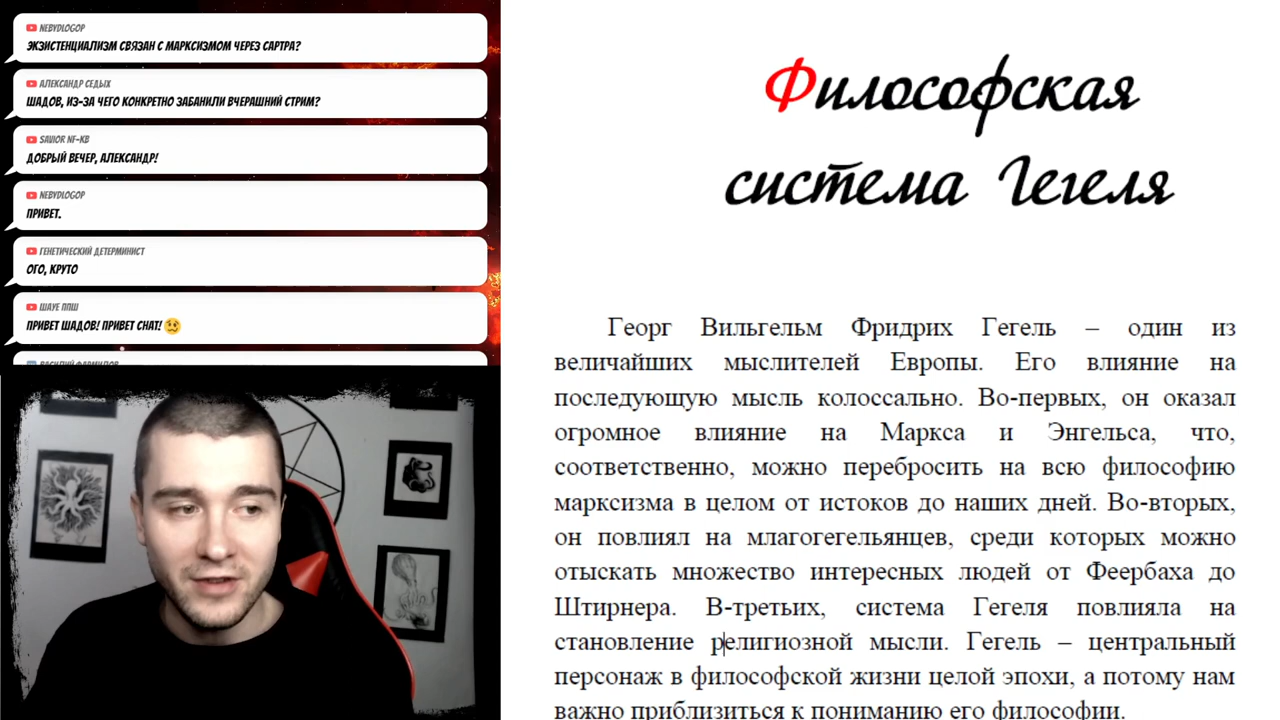 NEBYDLOGOP
ЭКЗИСТЕНЦИАЛИЗМ СВЯЗАН С МАРКСИЗМОМ ЧЕРЕЗ САРТРА?
АЛЕКСАНДР СЕДЫХ
ШАДОВ, ИЗ-ЗА ЧЕГО КОНКРЕТНО ЗАБАНИЛИ ВЧЕРАШНИЙ СТРИМ?
SAVIOR NF-KB
ДОБРЫЙ ВЕЧЕР, АЛЕКСАНДР!
NEBYDLOGOP
ПРИВЕТ.
ГЕНЕТИЧЕСКИЙ ДЕТЕРМИНИСТ
ОГО, КРУТО
ШАУЕ ППШ
ПРИВЕТ ШАДОВ! ПРИВЕТ СНАТ!
Философская
система Гегеля
Георг Вильгельм Фридрих Гегель – один из
величайших мыслителей Европы. Его влияние на
последующую мысль колоссально. Во-первых, он оказал
огромное влияние на Маркса и Энгельса, что,
соответственно, можно перебросить на всю философию
марксизма в целом от истоков до наших дней. Во-вторых,
он повлиял на млагогегельянцев, среди которых можно
отыскать множество интересных людей от Феербаха до
Штирнера. В-третьих, система Гегеля повлияла на
становление религиозной мысли. Гегель – центральный
персонаж в философской жизни целой эпохи, а потому нам
важно приблизиться к пониманию его философии.